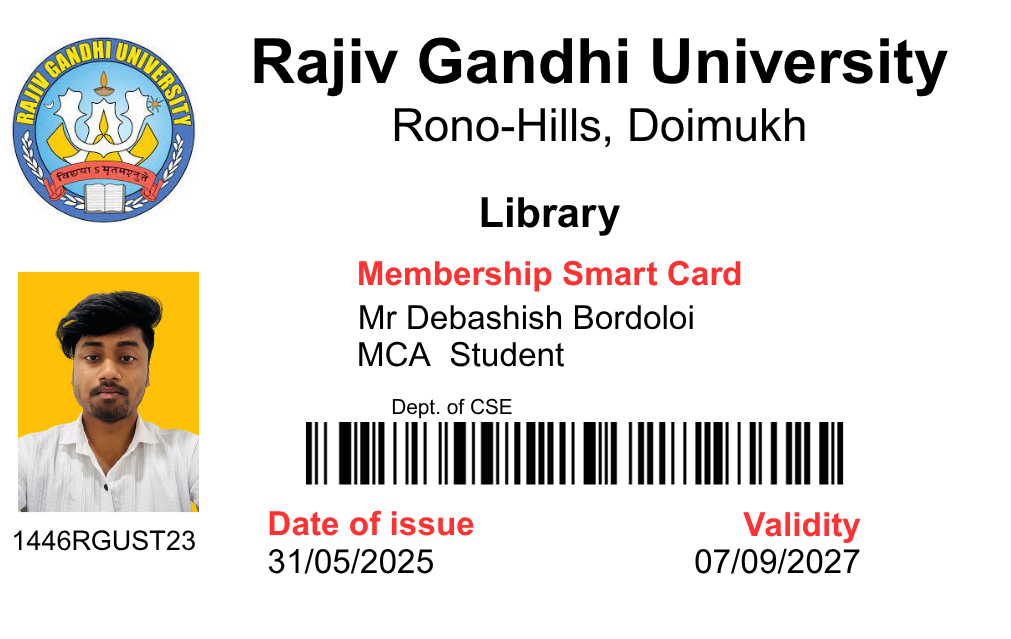 RAJIV GANDHI UNIVERSITY
विद्यया ऽ मृतमश्नुते
Rajiv Gandhi University
Rono-Hills, Doimukh
Library
Membership Smart Card
Mr Debashish Bordoloi
MCA  Student
Dept. of CSE
1446RGUST23
Date of issue
Validity
31/05/2025
07/09/2027